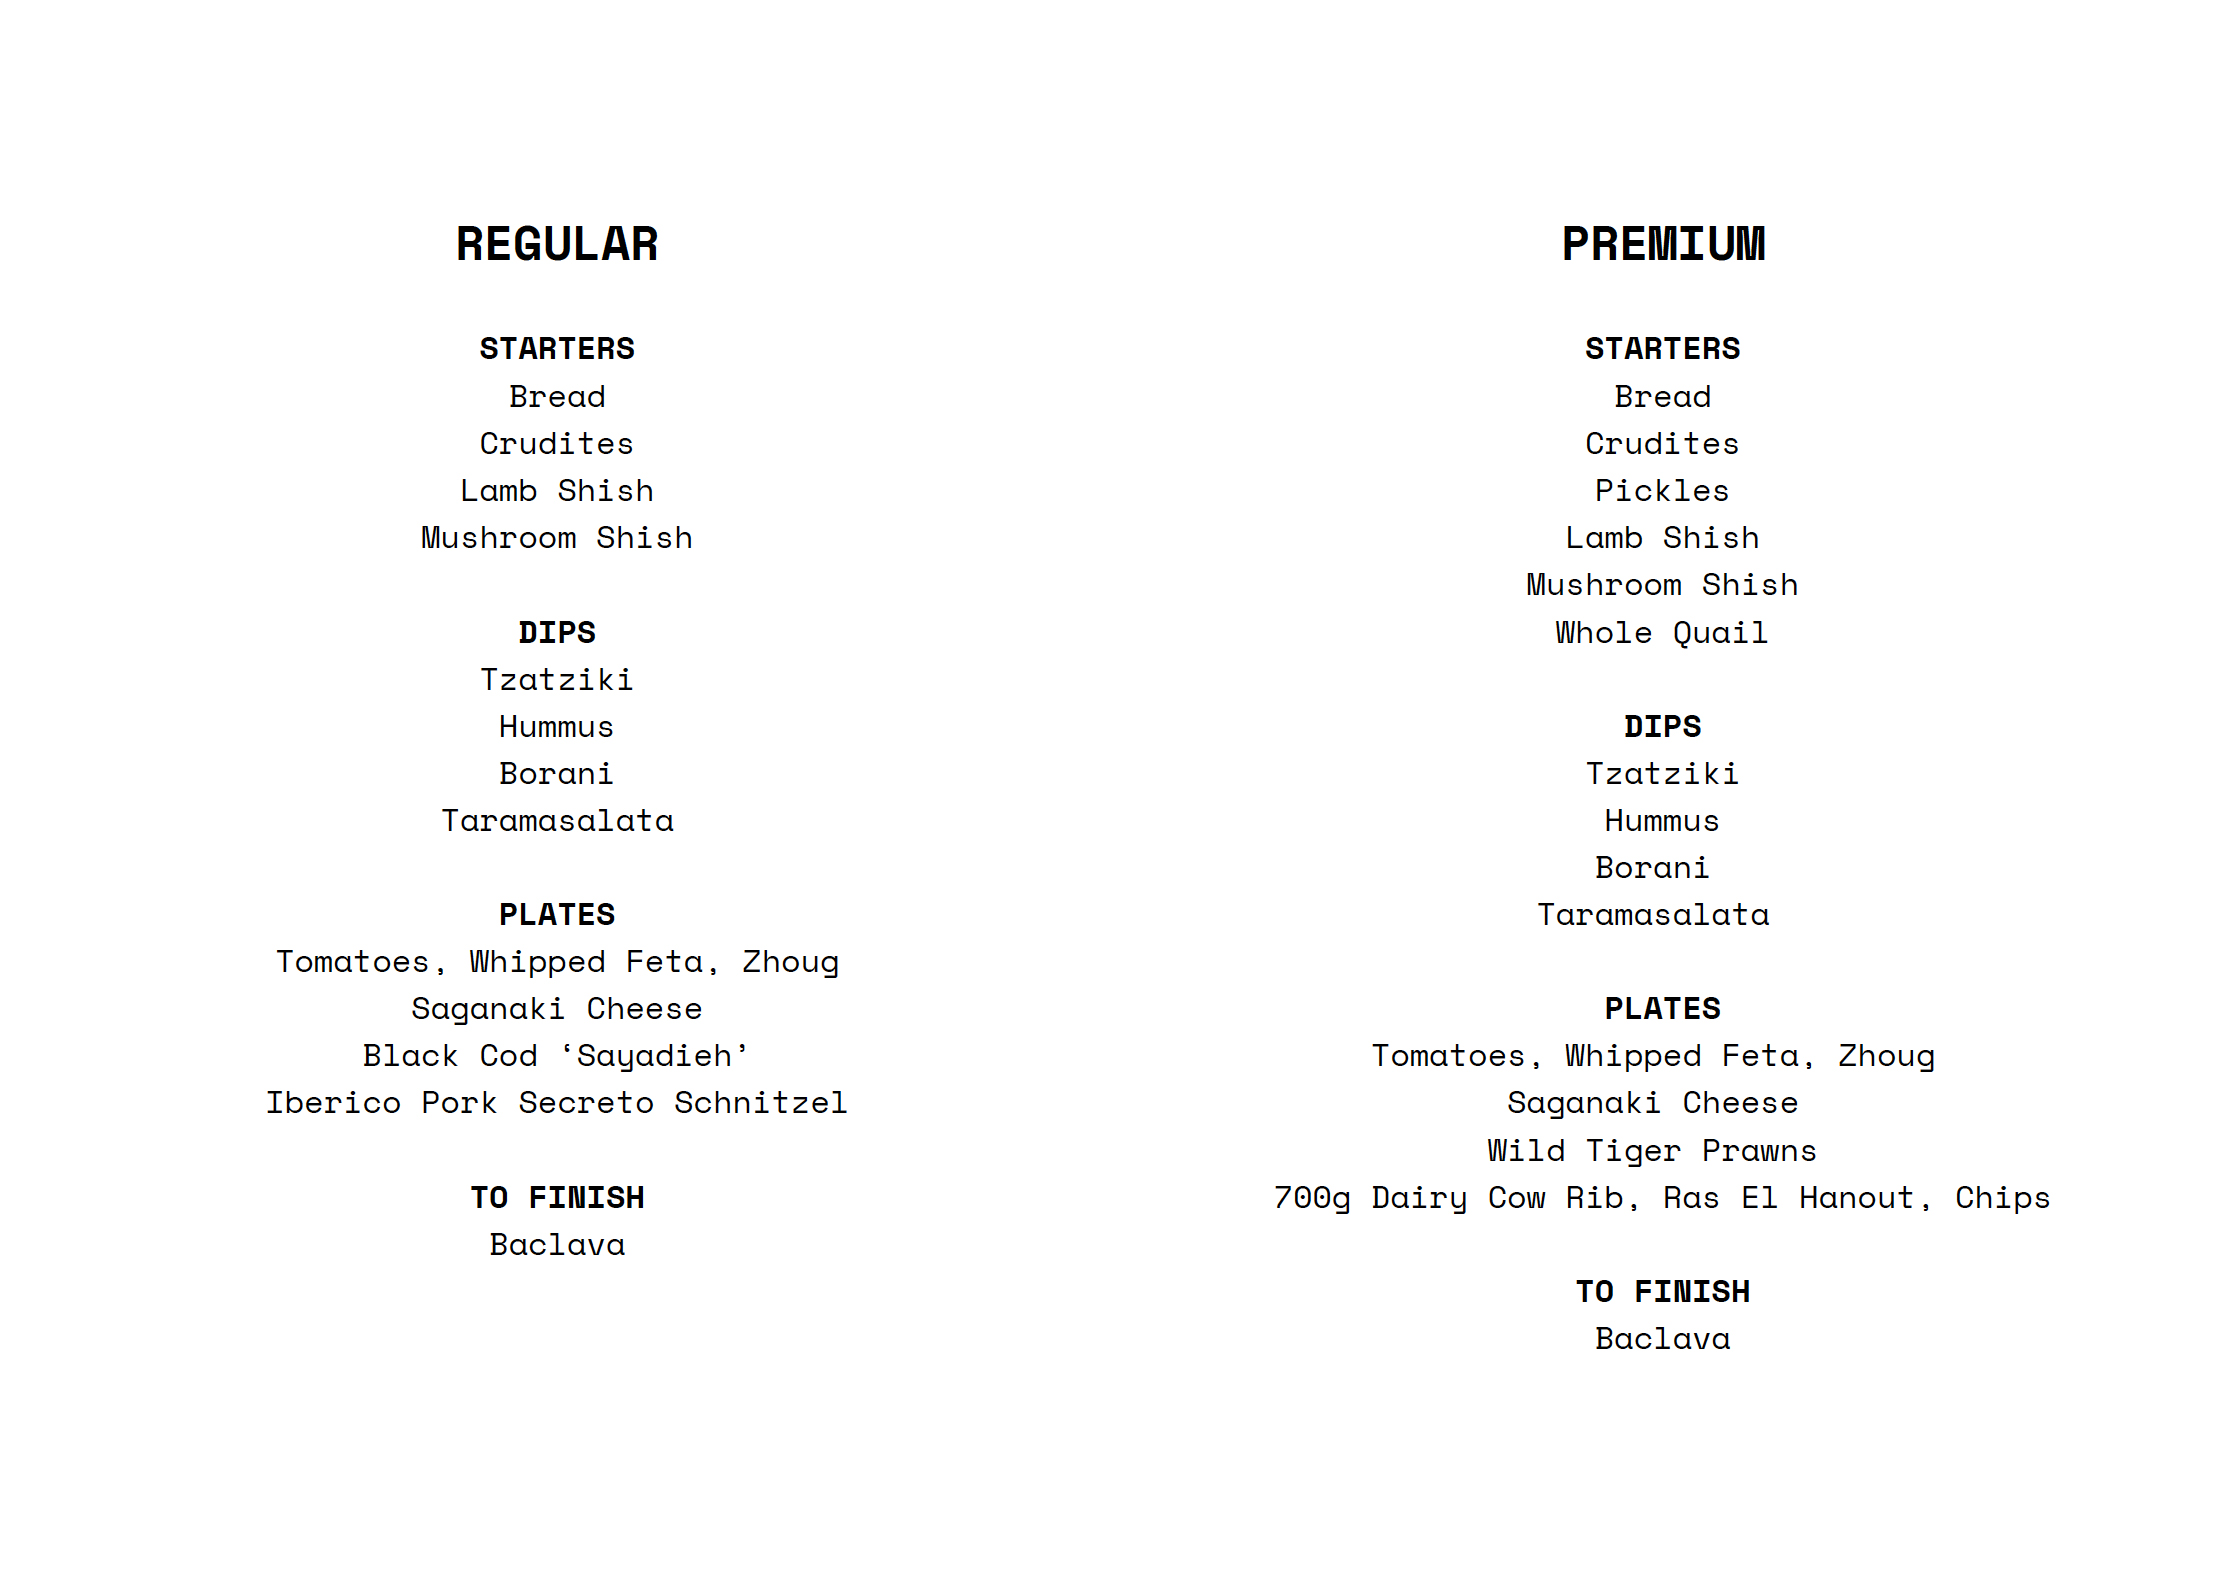 REGULAR
STARTERS
Bread
Crudites
Lamb Shish
Mushroom Shish
DIPS
Tzatziki
Hummus
Borani
Taramasalata
PLATES
Tomatoes, Whipped Feta, Zhoug
Saganaki Cheese
Black Cod ‘Sayadieh’
Iberico Pork Secreto Schnitzel
TO FINISH
Baclava
PREMIUM
STARTERS
Bread
Crudites
Pickles
Lamb Shish
Mushroom Shish
Whole Quail
DIPS
Tzatziki
Hummus
Borani
Taramasalata
PLATES
Tomatoes, Whipped Feta, Zhoug
Saganaki Cheese
Wild Tiger Prawns
700g Dairy Cow Rib, Ras El Hanout, Chips
TO FINISH
Baclava